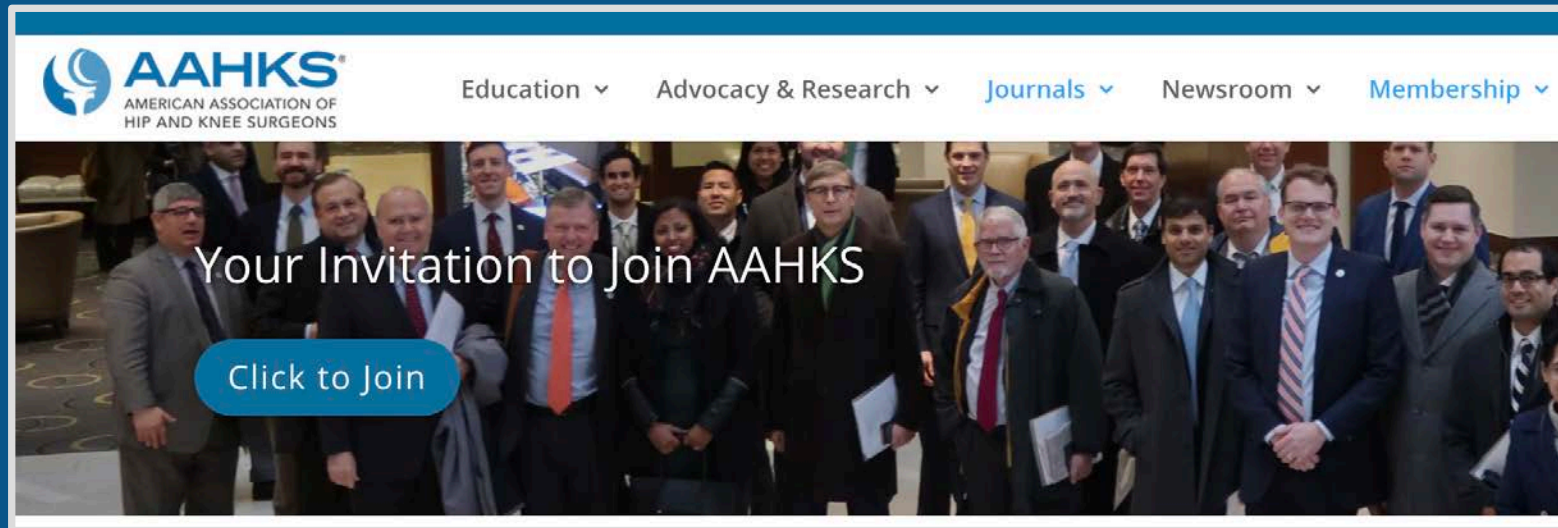 AAHKS®
AMERICAN ASSOCIATION OF
HIP AND KNEE SURGEONS
Education
Advocacy & Research
Journals
Newsroom
Membership
Your Invitation to Join AAHKS
Click to Join